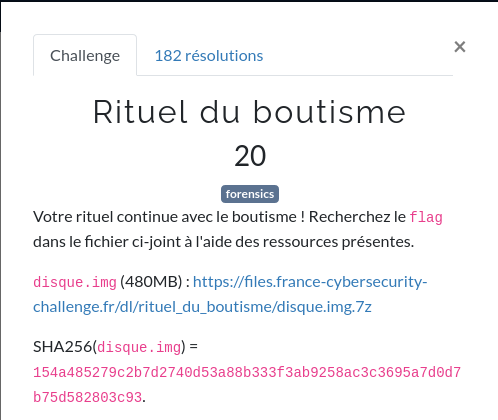 Challenge 182 résolutions ×
Rituel du boutisme
20
forensics
Votre rituel continue avec le boutisme ! Recherchez le flag
dans le fichier ci-joint à l'aide des ressources présentes.
disque.img (480MB) : https://files.france-cybersecurity-
challenge.fr/dl/rituel_du_boutisme/disque.img.7z
SHA256(disque.img) =
154a485279c2b7d2740d53a88b333f3ab9258ac3c3695a7d0d7
b75d582803c93.